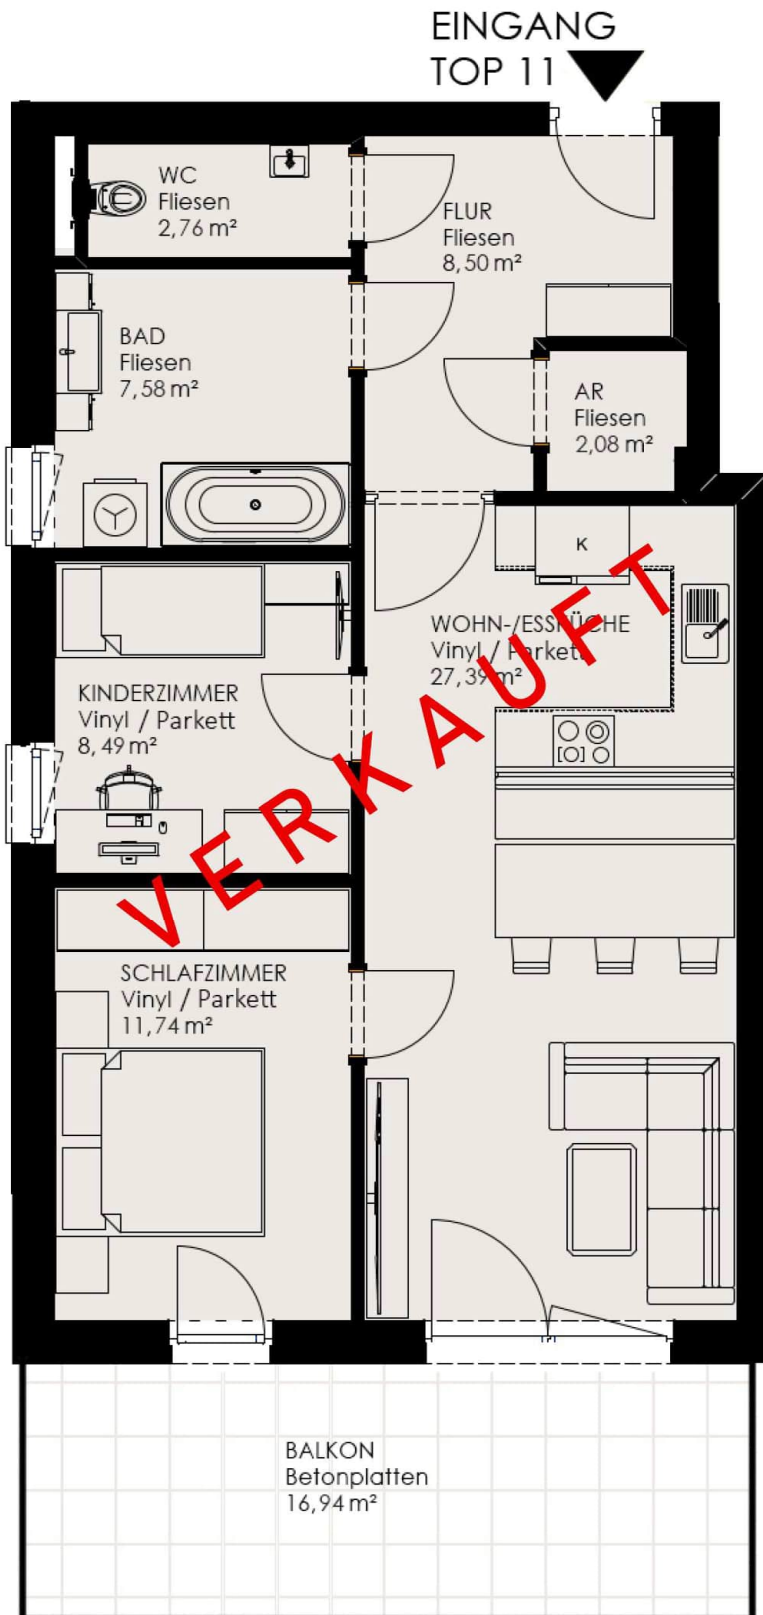 EINGANG
TOP 11
WC
Fliesen
2,76 m²
FLUR
Fliesen
8,50 m²
BAD
Fliesen
7,58 m²
AR
Fliesen
2,08 m²
K
WOHN-/ESSKÜCHE
Vinyl / Parkett
27,39 m²
KINDERZIMMER
Vinyl / Parkett
8,49 m²
VERKAUFT
SCHLAFZIMMER
Vinyl / Parkett
11,74 m²
BALKON
Betonplatten
16,94 m²